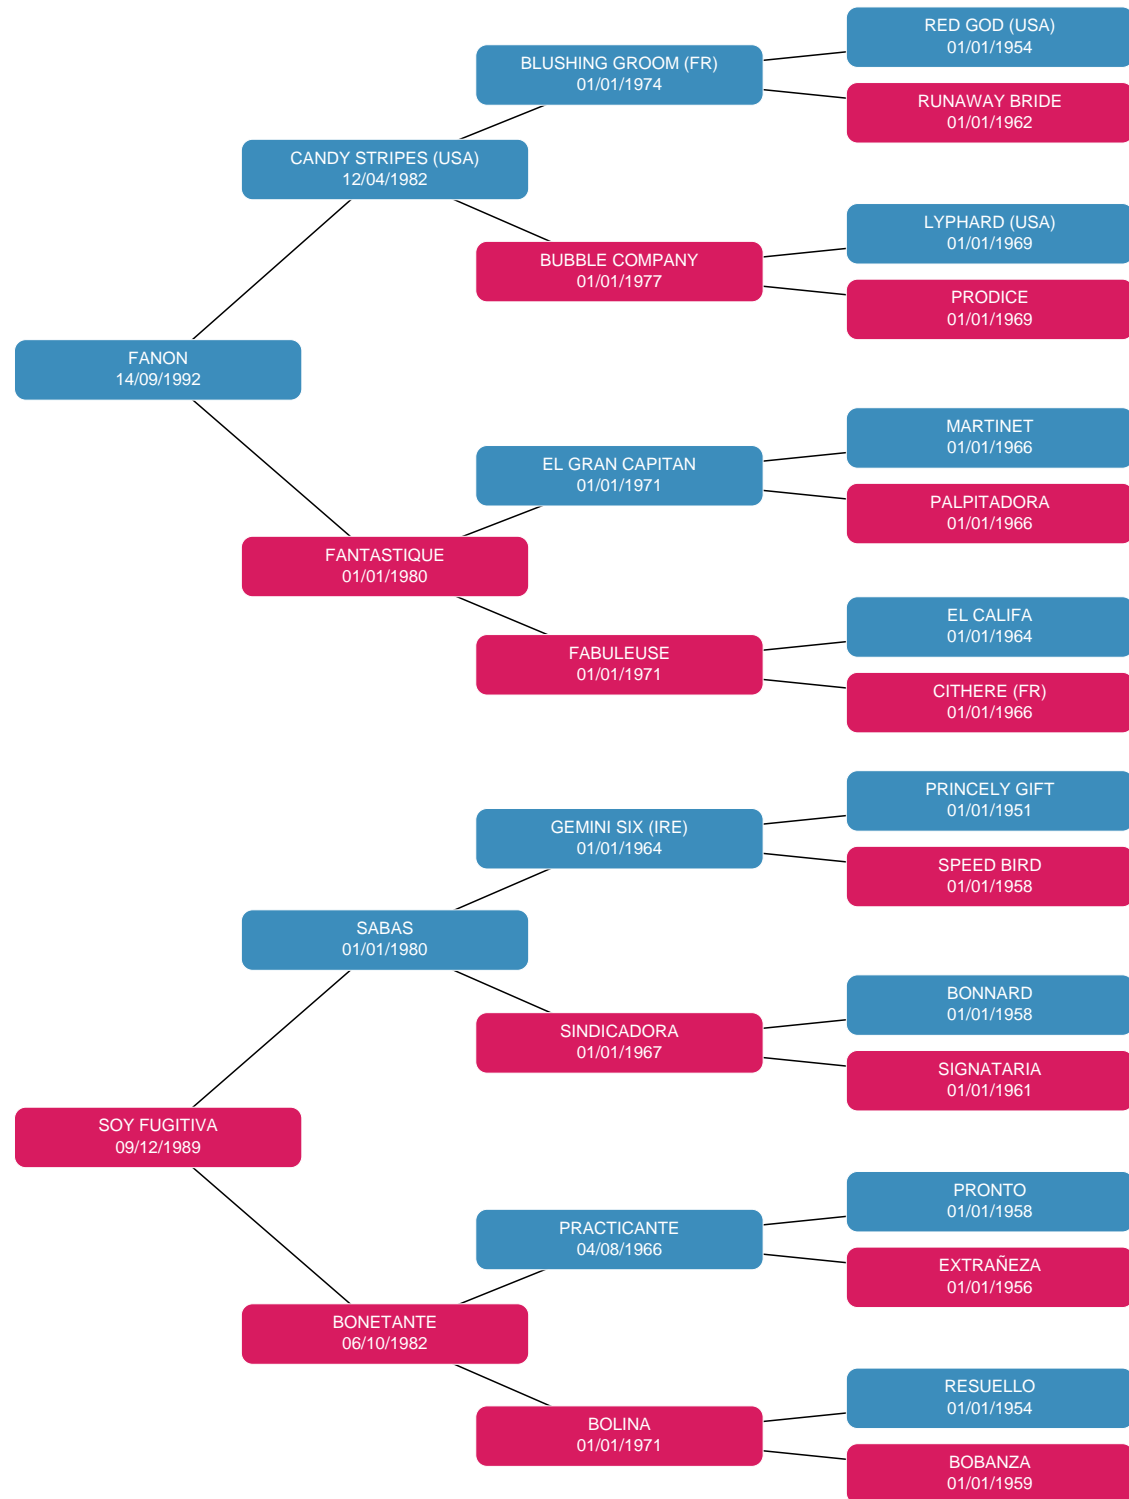 RED GOD (USA)
01/01/1954
BLUSHING GROOM (FR)
01/01/1974
RUNAWAY BRIDE
01/01/1962
CANDY STRIPES (USA)
12/04/1982
LYPHARD (USA)
01/01/1969
BUBBLE COMPANY
01/01/1977
PRODICE
01/01/1969
FANON
14/09/1992
MARTINET
01/01/1966
EL GRAN CAPITAN
01/01/1971
PALPITADORA
01/01/1966
FANTASTIQUE
01/01/1980
EL CALIFA
01/01/1964
FABULEUSE
01/01/1971
CITHERE (FR)
01/01/1966
PRINCELY GIFT
01/01/1951
GEMINI SIX (IRE)
01/01/1964
SPEED BIRD
01/01/1958
SABAS
01/01/1980
BONNARD
01/01/1958
SINDICADORA
01/01/1967
SIGNATARIA
01/01/1961
SOY FUGITIVA
09/12/1989
PRONTO
01/01/1958
PRACTICANTE
04/08/1966
EXTRAÑEZA
01/01/1956
BONETANTE
06/10/1982
RESUELLO
01/01/1954
BOLINA
01/01/1971
BOBANZA
01/01/1959